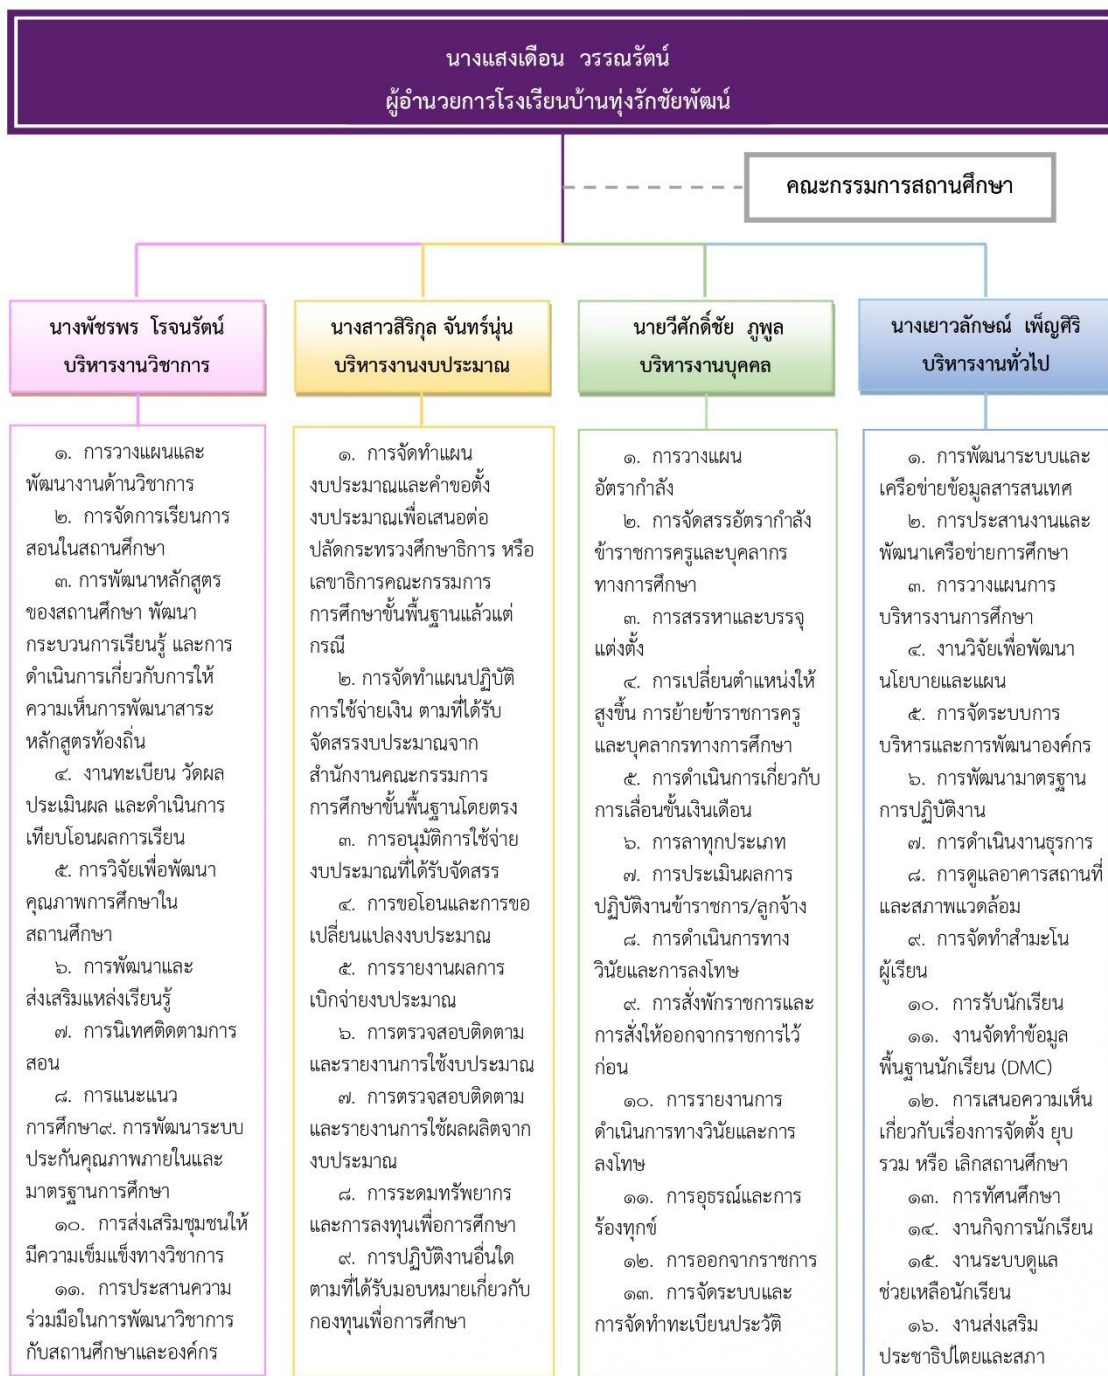 นางแสงเดือน วรรณรัตน์
ผู้อำนวยการโรงเรียนบ้านทุ่งรักชัยพัฒน์
คณะกรรมการสถานศึกษา
นางพัชรพร โรจนรัตน์
บริหารงานวิชาการ
๑. การวางแผนและ
พัฒนางานด้านวิชาการ
๒. การจัดการเรียนการ
สอนในสถานศึกษา
๓. การพัฒนาหลักสูตร
ของสถานศึกษา พัฒนา
กระบวนการเรียนรู้ และการ
ดำเนินการเกี่ยวกับการให้
ความเห็นการพัฒนาสาระ
หลักสูตรท้องถิ่น
๔. งานทะเบียน วัดผล
ประเมินผล และดำเนินการ
เทียบโอนผลการเรียน
๕. การวิจัยเพื่อพัฒนา
คุณภาพการศึกษาใน
สถานศึกษา
๖. การพัฒนาและ
ส่งเสริมแหล่งเรียนรู้
๗. การนิเทศติดตามการ
สอน
๘. การแนะแนว
การศึกษา๙. การพัฒนาระบบ
ประกันคุณภาพภายในและ
มาตรฐานการศึกษา
๑๐. การส่งเสริมชุมชนให้
มีความเข็มแข็งทางวิชาการ
๑๑. การประสานความ
ร่วมมือในการพัฒนาวิชาการ
กับสถานศึกษาและองค์กร
นางสาวสิริกุล จันทร์นุ่น
บริหารงานงบประมาณ
๑. การจัดทำแผน
งบประมาณและคำขอตั้ง
งบประมาณเพื่อเสนอต่อ
ปลัดกระทรวงศึกษาธิการ หรือ
เลขาธิการคณะกรรมการ
การศึกษาขั้นพื้นฐานแล้วแต่
กรณี
๒. การจัดทำแผนปฏิบัติ
การใช้จ่ายเงิน ตามที่ได้รับ
จัดสรรงบประมาณจาก
สำนักงานคณะกรรมการ
การศึกษาขั้นพื้นฐานโดยตรง
๓. การอนุมัติการใช้จ่าย
งบประมาณที่ได้รับจัดสรร
๔. การขอโอนและการขอ
เปลี่ยนแปลงงบประมาณ
๕. การรายงานผลการ
เบิกจ่ายงบประมาณ
๖. การตรวจสอบติดตาม
และรายงานการใช้งบประมาณ
๗. การตรวจสอบติดตาม
และรายงานการใช้ผลผลิตจาก
งบประมาณ
๘. การระดมทรัพยากร
และการลงทุนเพื่อการศึกษา
๙. การปฏิบัติงานอื่นใด
ตามที่ได้รับมอบหมายเกี่ยวกับ
กองทุนเพื่อการศึกษา
นายวีศักดิ์ชัย ภูพูล
บริหารงานบุคคล
๑. การวางแผน
อัตรากำลัง
๒. การจัดสรรอัตรากำลัง
ข้าราชการครูและบุคลากร
ทางการศึกษา
๓. การสรรหาและบรรจุ
แต่งตั้ง
๔. การเปลี่ยนตำแหน่งให้
สูงขึ้น การย้ายข้าราชการครู
และบุคลากรทางการศึกษา
๕. การดำเนินการเกี่ยวกับ
การเลื่อนขั้นเงินเดือน
๖. การลาทุกประเภท
๗. การประเมินผลการ
ปฏิบัติงานข้าราชการ/ลูกจ้าง
๘. การดำเนินการทาง
วินัยและการลงโทษ
๙. การสั่งพักราชการและ
การสั่งให้ออกจากราชการไว้
ก่อน
๑๐. การรายงานการ
ดำเนินการทางวินัยและการ
ลงโทษ
๑๑. การอุธรณ์และการ
ร้องทุกข์
๑๒. การออกจากราชการ
๑๓. การจัดระบบและ
การจัดทำทะเบียนประวัติ
นางเยาวลักษณ์ เพ็ญศิริ
บริหารงานทั่วไป
๑. การพัฒนาระบบและ
เครือข่ายข้อมูลสารสนเทศ
๒. การประสานงานและ
พัฒนาเครือข่ายการศึกษา
๓. การวางแผนการ
บริหารงานการศึกษา
๔. งานวิจัยเพื่อพัฒนา
นโยบายและแผน
๕. การจัดระบบการ
บริหารและการพัฒนาองค์กร
๖. การพัฒนามาตรฐาน
การปฏิบัติงาน
๗. การดำเนินงานธุรการ
๘. การดูแลอาคารสถานที่
และสภาพแวดล้อม
๙. การจัดทำสำมะโน
ผู้เรียน
๑๐. การรับนักเรียน
๑๑. งานจัดทำข้อมูล
พื้นฐานนักเรียน (DMC)
๑๒. การเสนอความเห็น
เกี่ยวกับเรื่องการจัดตั้ง ยุบ
รวม หรือ เลิกสถานศึกษา
๑๓. การทัศนศึกษา
๑๔. งานกิจการนักเรียน
๑๕. งานระบบดูแล
ช่วยเหลือนักเรียน
๑๖. งานส่งเสริม
ประชาธิปไตยและสภา